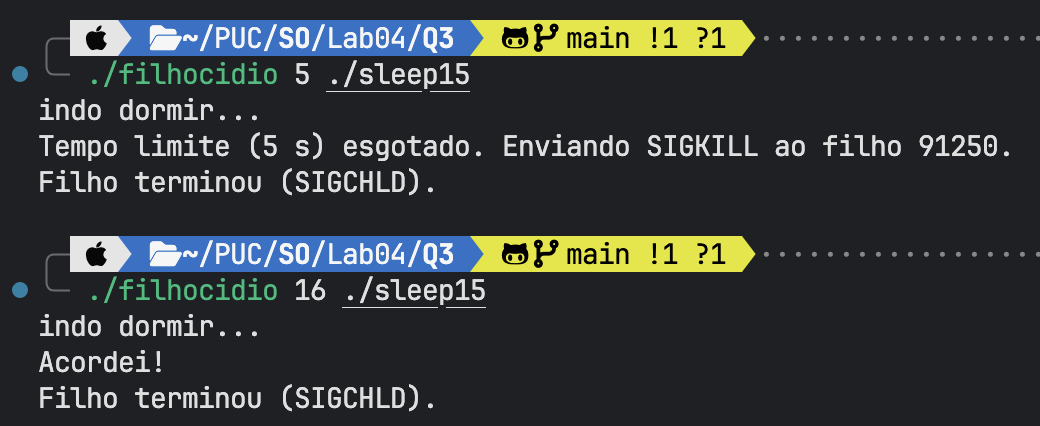 ~/PUC/SO/Lab04/Q3 main !1 ?1
./filhocidio 5 ./sleep15
indo dormir...
Tempo limite (5 s) esgotado. Enviando SIGKILL ao filho 91250.
Filho terminou (SIGCHLD).
~/PUC/SO/Lab04/Q3 main !1 ?1
./filhocidio 16 ./sleep15
indo dormir...
Acordei!
Filho terminou (SIGCHLD).